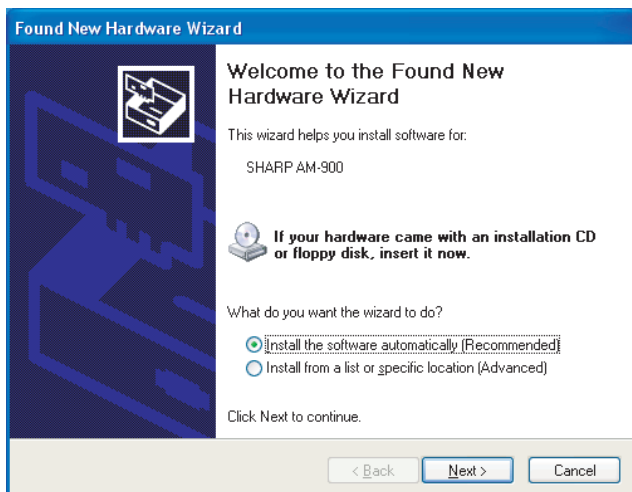 Found New Hardware Wizard
Welcome to the Found New
Hardware Wizard
This wizard helps you install software for:
SHARP AM-900
If your hardware came with an installation CD
or floppy disk, insert it now.
What do you want the wizard to do?
Install the software automatically (Recommended)
Install from a list or specific location (Advanced)
Click Next to continue.
< Back
Next >
Cancel